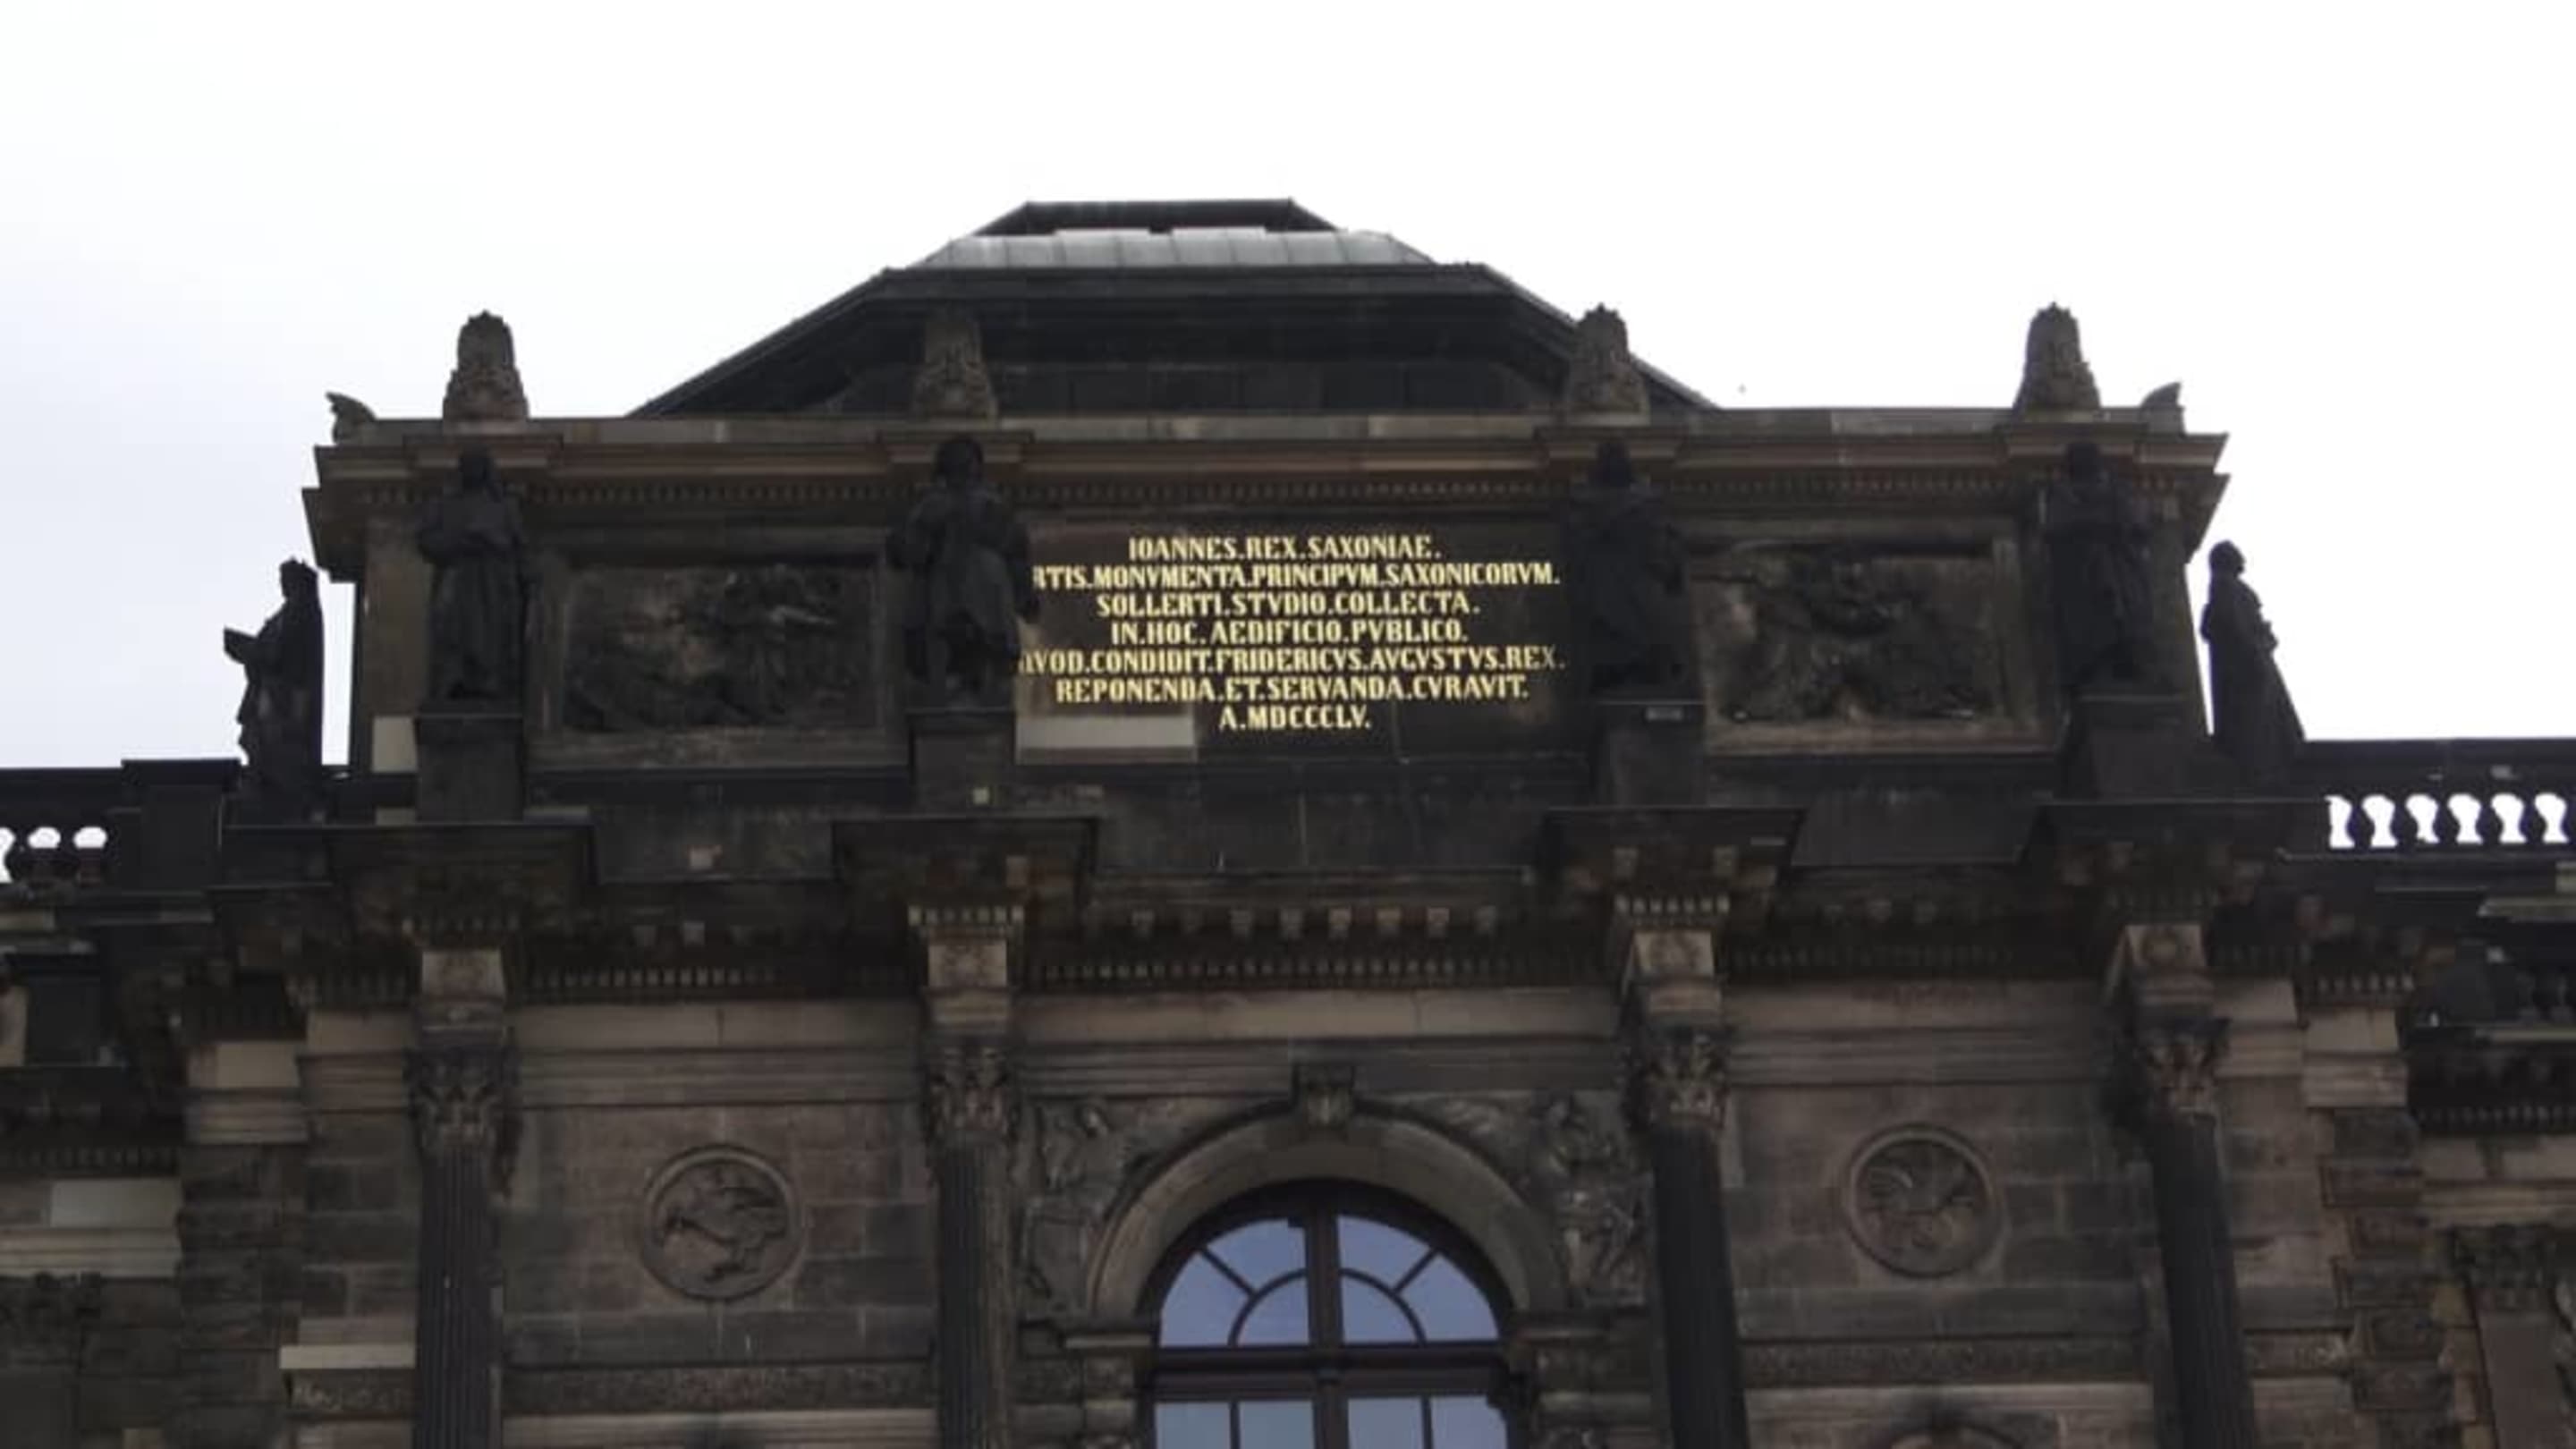 IOANNES.REX.SAXONIAE.
RTIS.MONVMENTA.PRINCIPVM.SAXONICORVM.
SOLLERTI.STVDIO.COLLECTA.
IN.HOC.AEDIFICIO.PVBLICO.
QVOD.CONDIDIT.FRIDERICVS.AVGVSTVS.REX.
REPONENDA.ET.SERVANDA.CVRAVIT.
A.MDCCCLV.